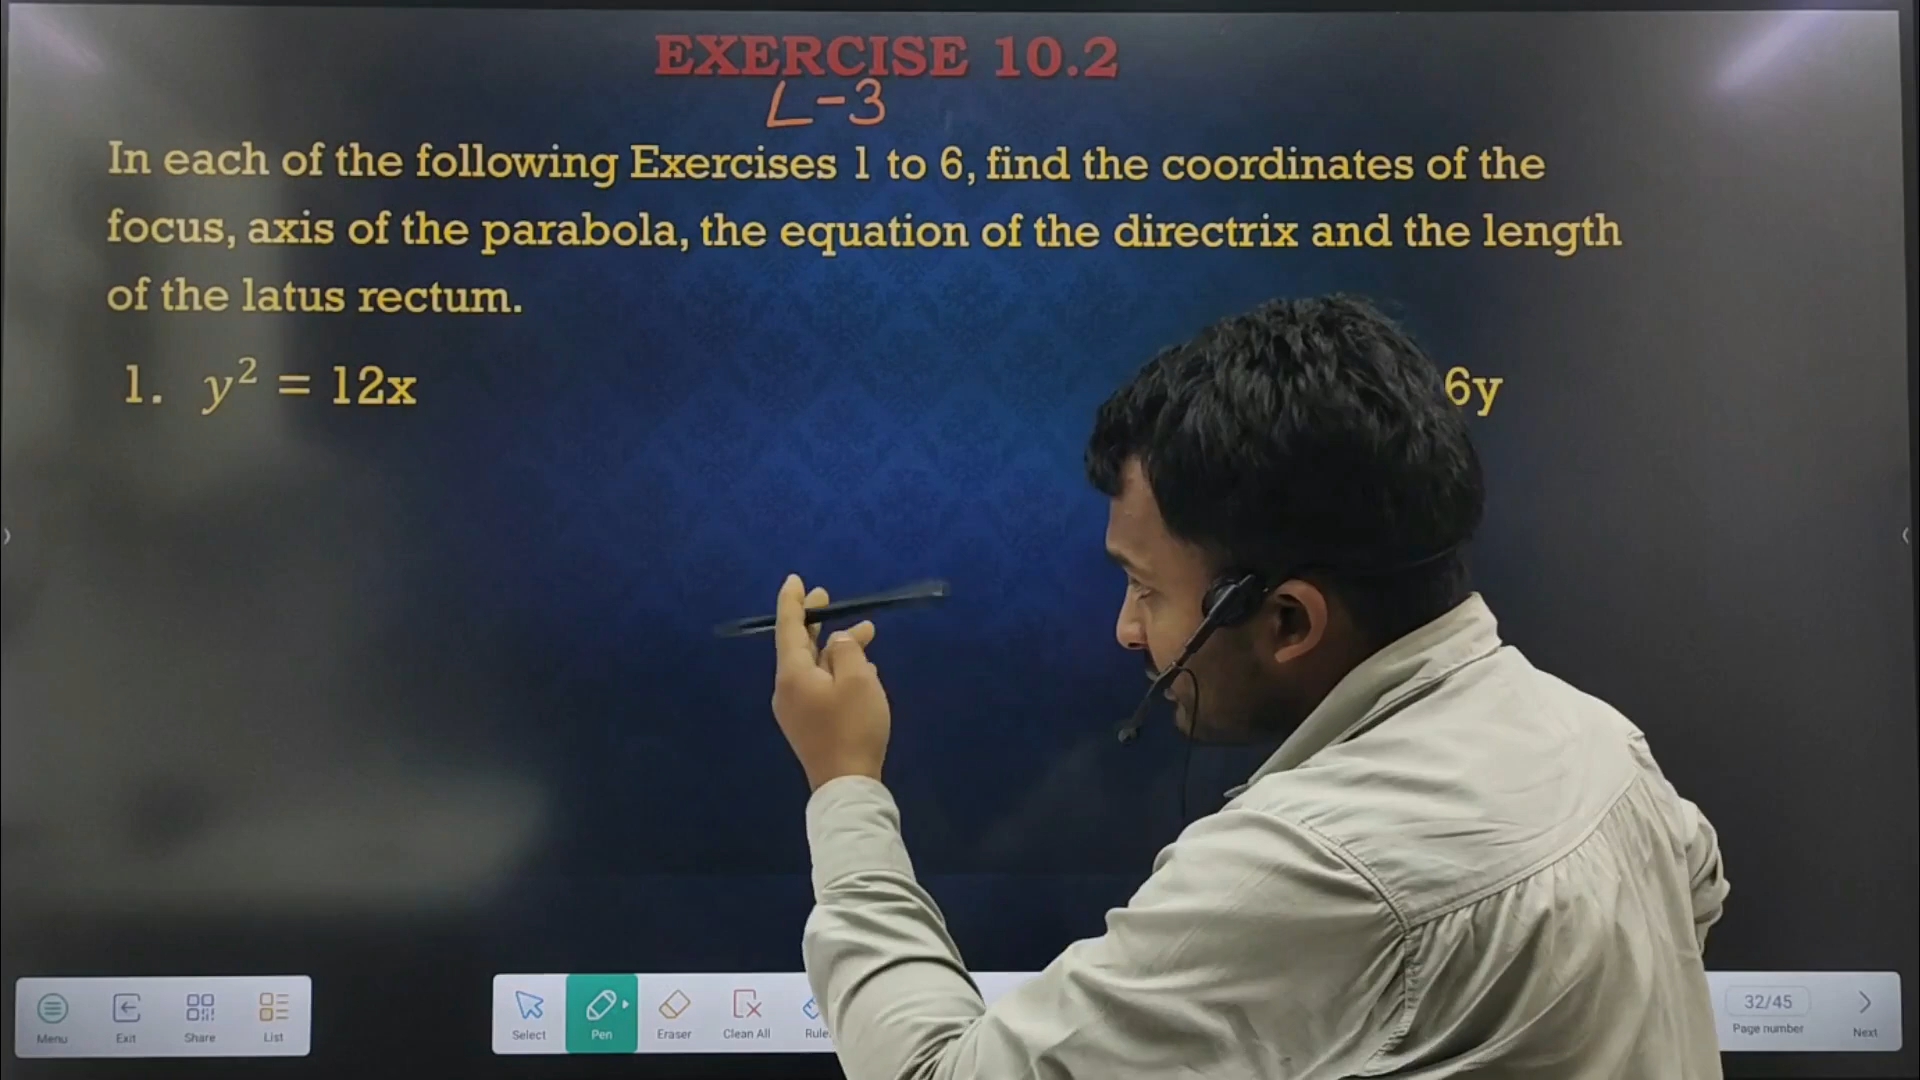 EXERCISE 10.2
L-3
In each of the following Exercises 1 to 6, find the coordinates of the
focus, axis of the parabola, the equation of the directrix and the length
of the latus rectum.
1. y² = 12x
6y
Menu
Exit
Share
List
Select
Pen
Eraser
Clean All
32/45
Page number
Next